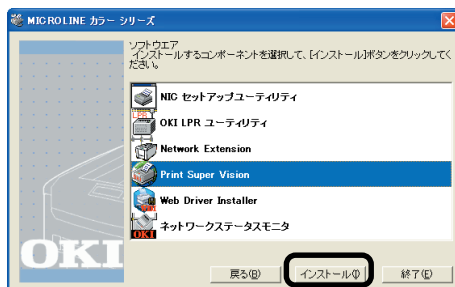 MICROLINE カラー シリーズ
ソフトウエア
インストールするコンポーネントを選択して、[インストール]ボタンをクリックしてく
ださい。
NIC セットアップユーティリティ
LPR
OKI LPR ユーティリティ
Network Extension
Print Super Vision
Web Driver Installer
OKI
ネットワークステータスモニタ
OKI
戻る(B)
インストール(I)
終了(E)